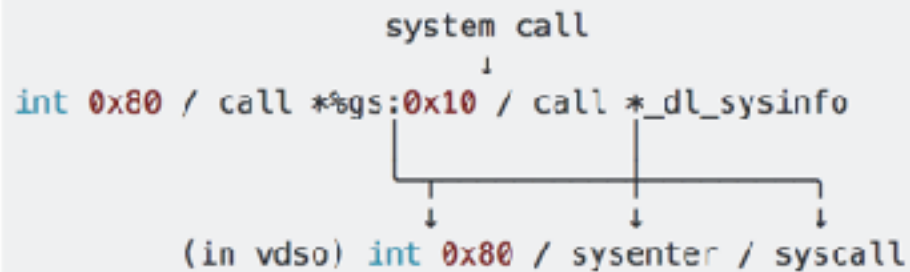 system call
↓
int 0x80 / call *%gs:0x10 / call *_dl_sysinfo
↓ ↓ ↓
(in vdso) int 0x80 / sysenter / syscall